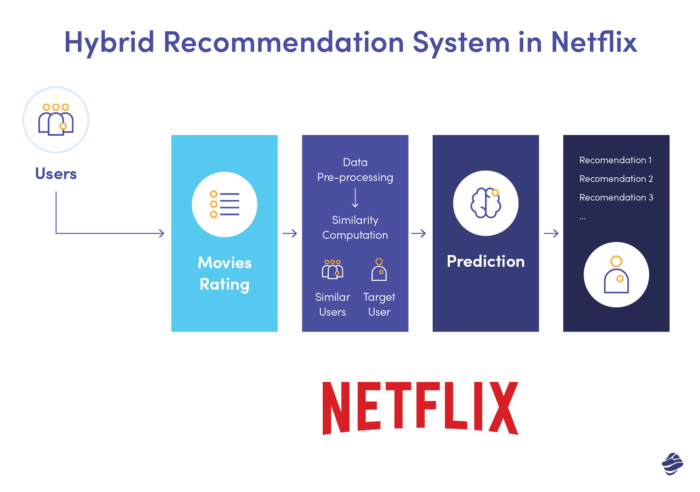 Hybrid Recommendation System in Netflix
Users
Movies
Rating
Data
Pre-processing
Similarity
Computation
Similar
Users
Target
User
Prediction
Recomendation 1
Recomendation 2
Recomendation 3
...
NETFLIX